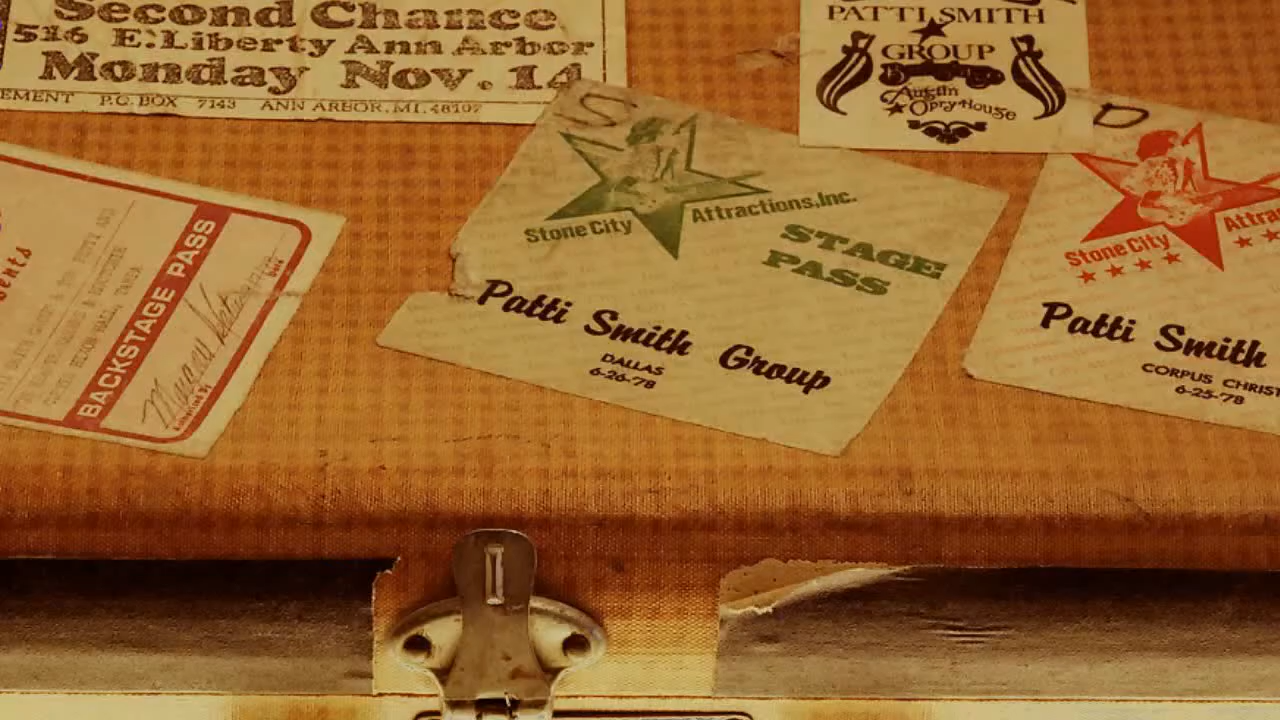 Second Chance
516 E. Liberty Ann Arbor
Monday Nov. 14
EMENT P.O. BOX 7143 ANN ARBOR, MI. 48107
PATTI SMITH
GROUP
Austin
Opry House
S
Stone City Attractions, Inc.
STAGE
PASS
Patti Smith Group
DALLAS
6-26-78
D
Stone City Attra
Patti Smith
CORPUS CHRIST
6-25-'78
BACKSTAGE PASS